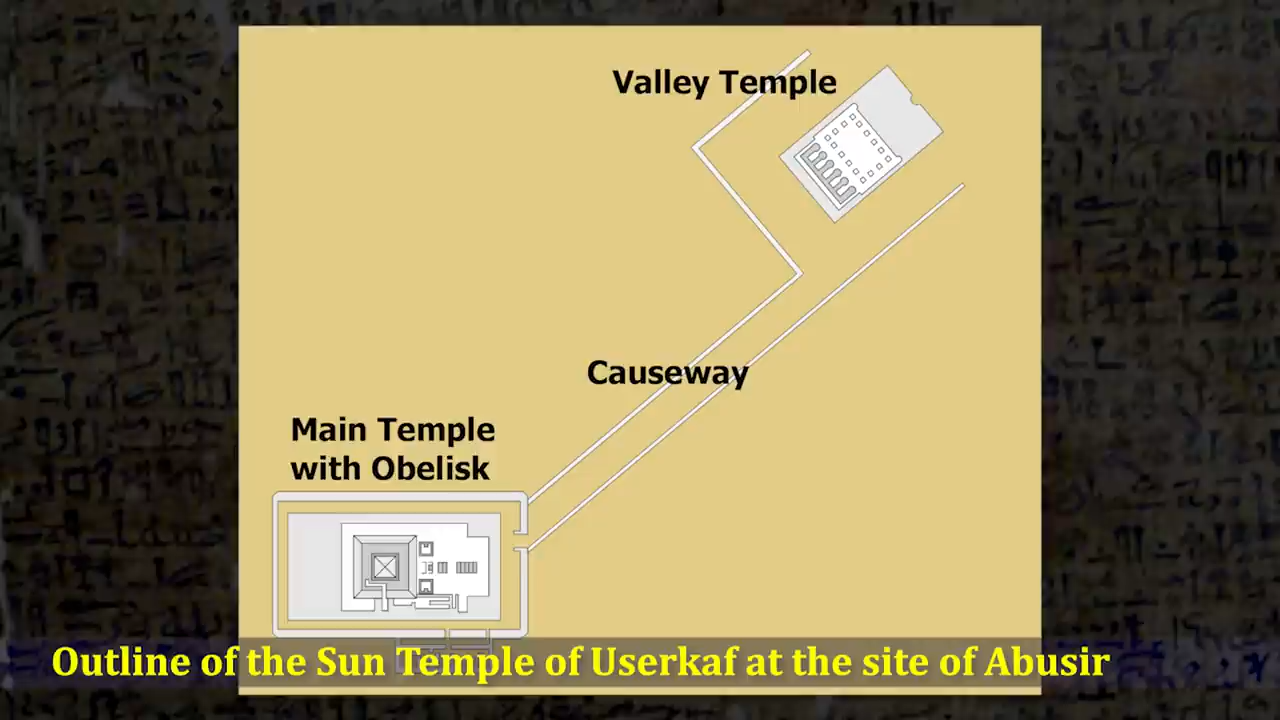 Valley Temple
Causeway
Main Temple
with Obelisk
Outline of the Sun Temple of Userkaf at the site of Abusir